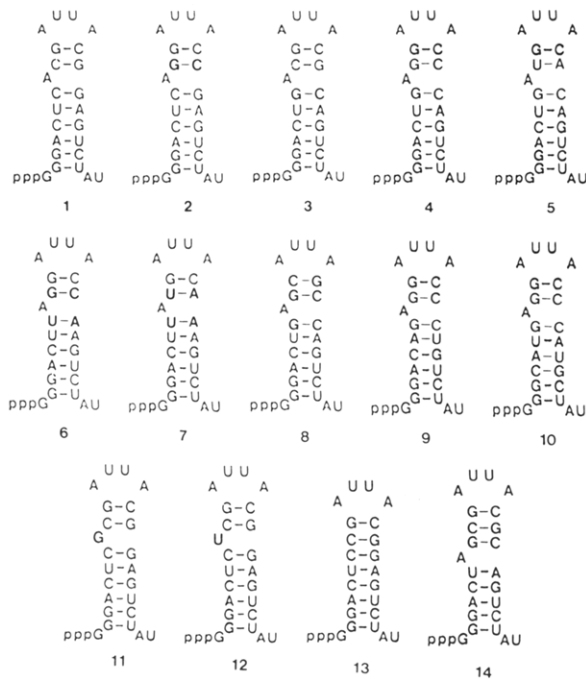 U U
A A
G–C
C–G
A
C–G
U–A
C–G
A–U
G–C
G–U
pppG AU
1
U U
A A
G–C
G–C
A
C–G
U–A
C–G
A–U
G–C
G–U
pppG AU
2
U U
A A
G–C
C–G
A
G–C
U–A
C–G
A–U
G–C
G–U
pppG AU
3
U U
A A
G–C
G–C
A
G–C
U–A
C–G
A–U
G–C
G–U
pppG AU
4
U U
A A
G–C
U–A
A
G–C
U–A
C–G
A–U
G–C
G–U
pppG AU
5
U U
A A
G–C
G–C
A
U–A
U–A
C–G
A–U
G–C
G–U
pppG AU
6
U U
A A
G–C
U–A
A
U–A
U–A
C–G
A–U
G–C
G–U
pppG AU
7
U U
A A
C–G
G–C
A
G–C
U–A
C–G
A–U
G–C
G–U
pppG AU
8
U U
A A
G–C
G–C
A
G–C
A–U
C–G
A–U
G–C
G–U
pppG AU
9
U U
A A
G–C
G–C
A
G–C
U–A
A–U
C–G
G–C
G–U
pppG AU
10
U U
A A
G–C
C–G
G
C–G
U–A
C–G
A–U
G–C
G–U
pppG AU
11
U U
A A
G–C
C–G
U
C–G
U–A
C–G
A–U
G–C
G–U
pppG AU
12
U U
A A
G–C
C–G
C–G
U–A
C–G
A–U
G–C
G–U
pppG AU
13
U U
A A
G–C
C–G
G–C
A
U–A
C–G
A–U
G–C
G–U
pppG AU
14